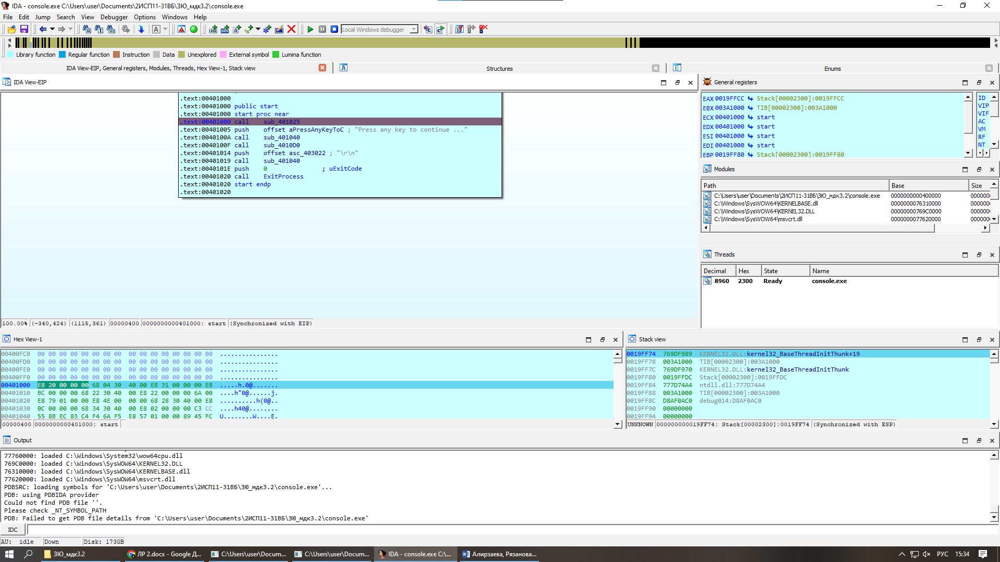 IDA - console.exe C:\Users\user\Documents\2ИСП11-31ВБ\ЗЮ_мдк3.2\console.exe
File Edit Jump Search View Debugger Options Windows Help
Local Windows debugger
Library function Regular function Instruction Data Unexplored External symbol Lumina function
IDA View-EIP, General registers, Modules, Threads, Hex View-1, Stack view
Structures
Enums
IDA View-EIP
.text:00401000
.text:00401000 public start
.text:00401000 start proc near
.text:00401000 call sub_401025
.text:00401005 push offset aPressAnyKeyToC ; "Press any key to continue ..."
.text:0040100A call sub_401040
.text:0040100F call sub_4010D0
.text:00401014 push offset asc_403022 ; "\r\n"
.text:00401019 call sub_401040
.text:0040101E push 0 ; uExitCode
.text:00401020 call ExitProcess
.text:00401020 start endp
.text:00401020
100.00% (-340,424) (1115,361) 00000400 0000000000401000: start (Synchronized with EIP)
General registers
EAX 0019FFCC Stack[00002300]:0019FFCC
EBX 003A1000 TIB[00002300]:003A1000
ECX 00401000 start
EDX 00401000 start
ESI 00401000 start
EDI 00401000 start
EBP 0019FF80 Stack[00002300]:0019FF80
ID
VIP
VIF
AC
VM
RF
NT
Modules
Path Base Size
C:\Users\user\Documents\2ИСП11-31ВБ\ЗЮ_мдк3.2\console.exe 0000000000400000
C:\Windows\SysWOW64\KERNELBASE.dll 0000000076310000
C:\Windows\SysWOW64\KERNEL32.DLL 00000000769C0000
C:\Windows\SysWOW64\msvcrt.dll 0000000077620000
Threads
Decimal Hex State Name
8960 2300 Ready console.exe
Hex View-1
00400FC0 00 00 00 00 00 00 00 00 00 00 00 00 00 00 00 00 ................
00400FD0 00 00 00 00 00 00 00 00 00 00 00 00 00 00 00 00 ................
00400FE0 00 00 00 00 00 00 00 00 00 00 00 00 00 00 00 00 ................
00400FF0 00 00 00 00 00 00 00 00 00 00 00 00 00 00 00 00 ................
00401000 E8 20 00 00 00 68 04 30 40 00 E8 31 00 00 00 E8 .....h.0@.......
00401010 BC 00 00 00 68 22 30 40 00 E8 22 00 00 00 6A 00 ....h"0@......j.
00401020 E8 79 01 00 00 E8 4E 00 00 00 68 28 30 40 00 E8 ..........h(0@..
00401030 0C 00 00 00 68 34 30 40 00 E8 02 00 00 00 C3 CC ....h40@........
00401040 55 8B EC 83 C4 F4 6A F5 E8 57 01 00 00 89 45 FC U........W....E.
00000400 0000000000401000: start
Stack view
0019FF74 769DF989 KERNEL32.DLL:kernel32_BaseThreadInitThunk+19
0019FF78 003A1000 TIB[00002300]:003A1000
0019FF7C 769DF970 KERNEL32.DLL:kernel32_BaseThreadInitThunk
0019FF80 0019FFDC Stack[00002300]:0019FFDC
0019FF84 777D74A4 ntdll.dll:777D74A4
0019FF88 003A1000 TIB[00002300]:003A1000
0019FF8C D8AF0AC0 debug014:D8AF0AC0
0019FF90 00000000
0019FF94 00000000
UNKNOWN 000000000019FF74: Stack[00002300]:0019FF74 (Synchronized with ESP)
Output
77760000: loaded C:\Windows\System32\wow64cpu.dll
769C0000: loaded C:\Windows\SysWOW64\KERNEL32.DLL
76310000: loaded C:\Windows\SysWOW64\KERNELBASE.dll
77620000: loaded C:\Windows\SysWOW64\msvcrt.dll
PDBSRC: loading symbols for 'C:\Users\user\Documents\2ИСП11-31ВБ\ЗЮ_мдк3.2\console.exe'...
PDB: using PDBIDA provider
Could not find PDB file ''.
Please check _NT_SYMBOL_PATH
PDB: Failed to get PDB file details from 'C:\Users\user\Documents\2ИСП11-31ВБ\ЗЮ_мдк3.2\console.exe'
IDC
AU: idle Down Disk: 173GB
ЗЮ_мдк3.2
ЛР 2.docx - Google Д...
C:\Users\user\Docum...
C:\Users\user\Docum...
IDA - console.exe C:\...
Алирзаева, Рязанова...
РУС 15:34